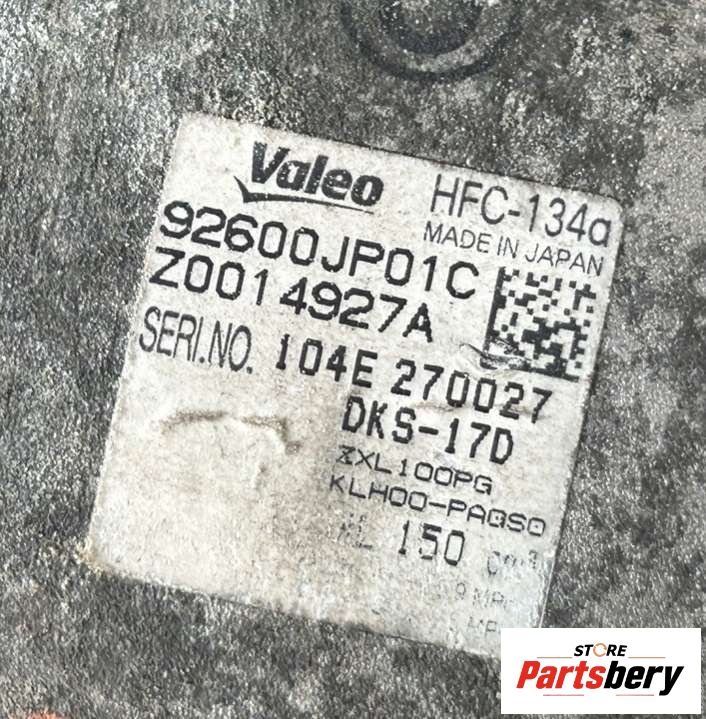 Valeo HFC-134a
MADE IN JAPAN
92600JP01C
Z0014927A
SERI.NO. 104E 270027
DKS-17D
ZXL100PG
KLH00-PAGS0
150
STORE
Partsbery